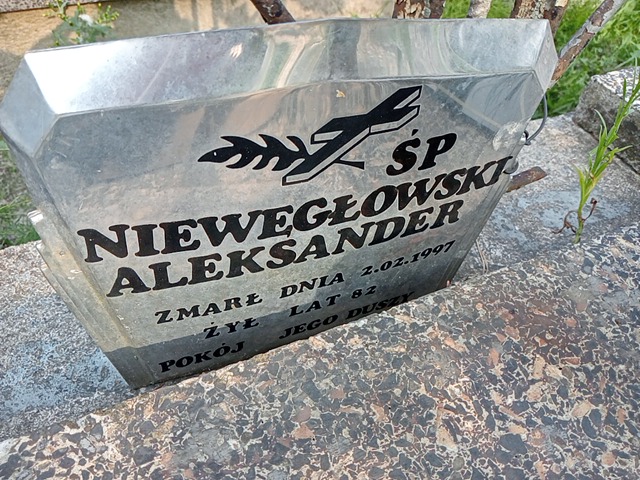 ŚP
NIEWĘGŁOWSKI
ALEKSANDER
ZMARŁ DNIA 2.02.1997
ŻYŁ LAT 82
POKÓJ JEGO DUSZY